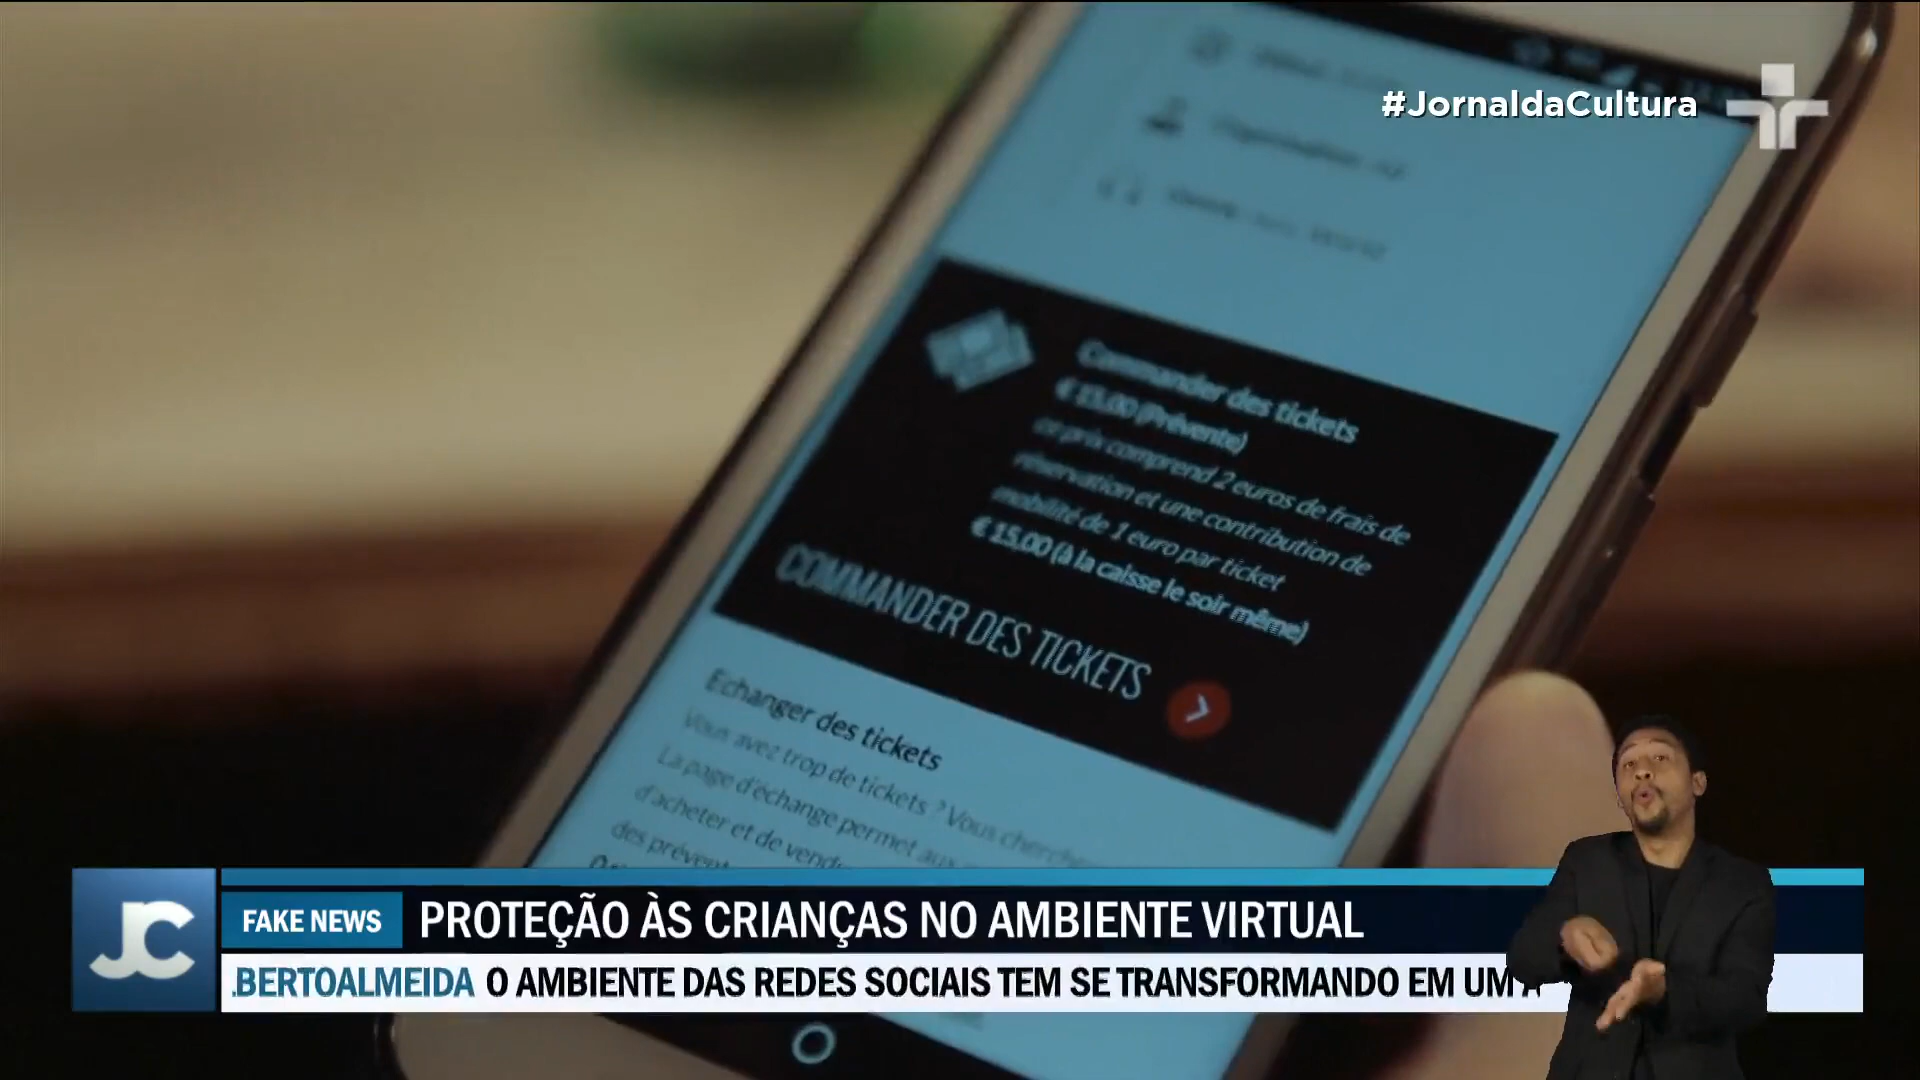 #JornaldaCultura
Commander des tickets
€ 15,00 (Prévente)
ce prix comprend 2 euros de frais de
réservation et une contribution de
mobilité de 1 euro par ticket
€ 15,00 (à la caisse le soir même)
COMMANDER DES TICKETS
Echanger des tickets
Vous avez trop de tickets ? Vous cherche
La page d'échange permet aux
d'acheter et de vend
des prévent
JC
FAKE NEWS
PROTEÇÃO ÀS CRIANÇAS NO AMBIENTE VIRTUAL
.BERTOALMEIDA O AMBIENTE DAS REDES SOCIAIS TEM SE TRANSFORMANDO EM UM A